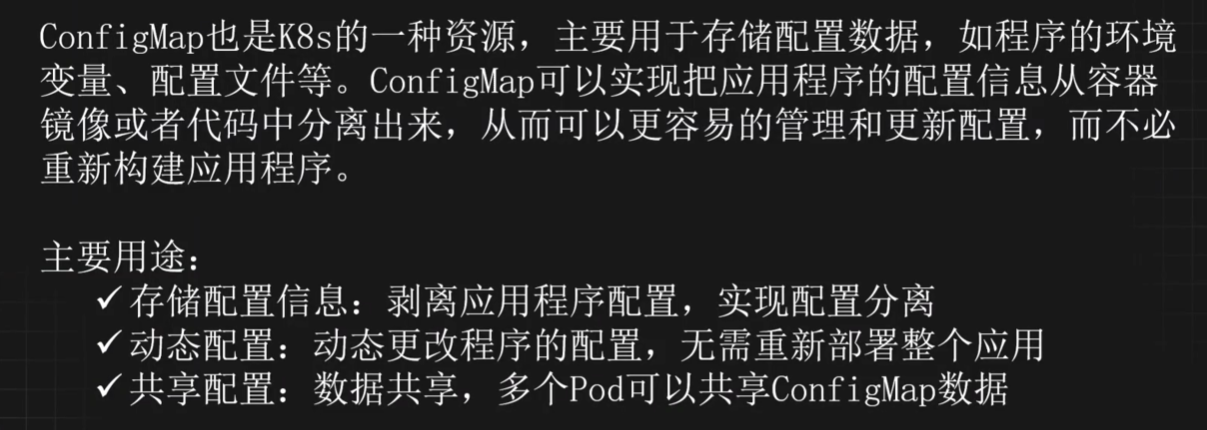 ConfigMap也是K8s的一种资源，主要用于存储配置数据，如程序的环境
变量、配置文件等。ConfigMap可以实现把应用程序的配置信息从容器
镜像或者代码中分离出来，从而可以更容易的管理和更新配置，而不必
重新构建应用程序。
主要用途：
✓存储配置信息：剥离应用程序配置，实现配置分离
✓动态配置：动态更改程序的配置，无需重新部署整个应用
✓共享配置：数据共享，多个Pod可以共享ConfigMap数据